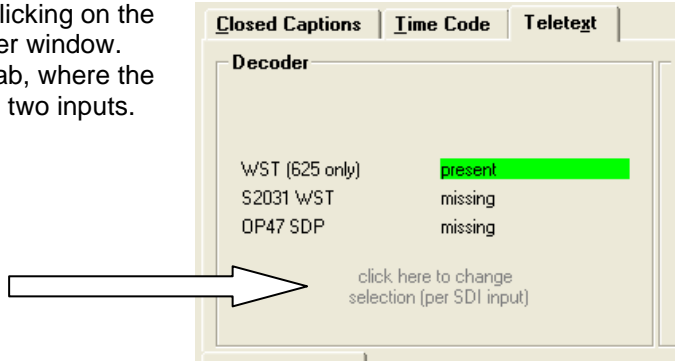 licking on the
er window.
ab, where the
two inputs.
Closed Captions Time Code Teletext
Decoder
WST (625 only) present
S2031 WST missing
OP47 SDP missing
click here to change
selection (per SDI input)